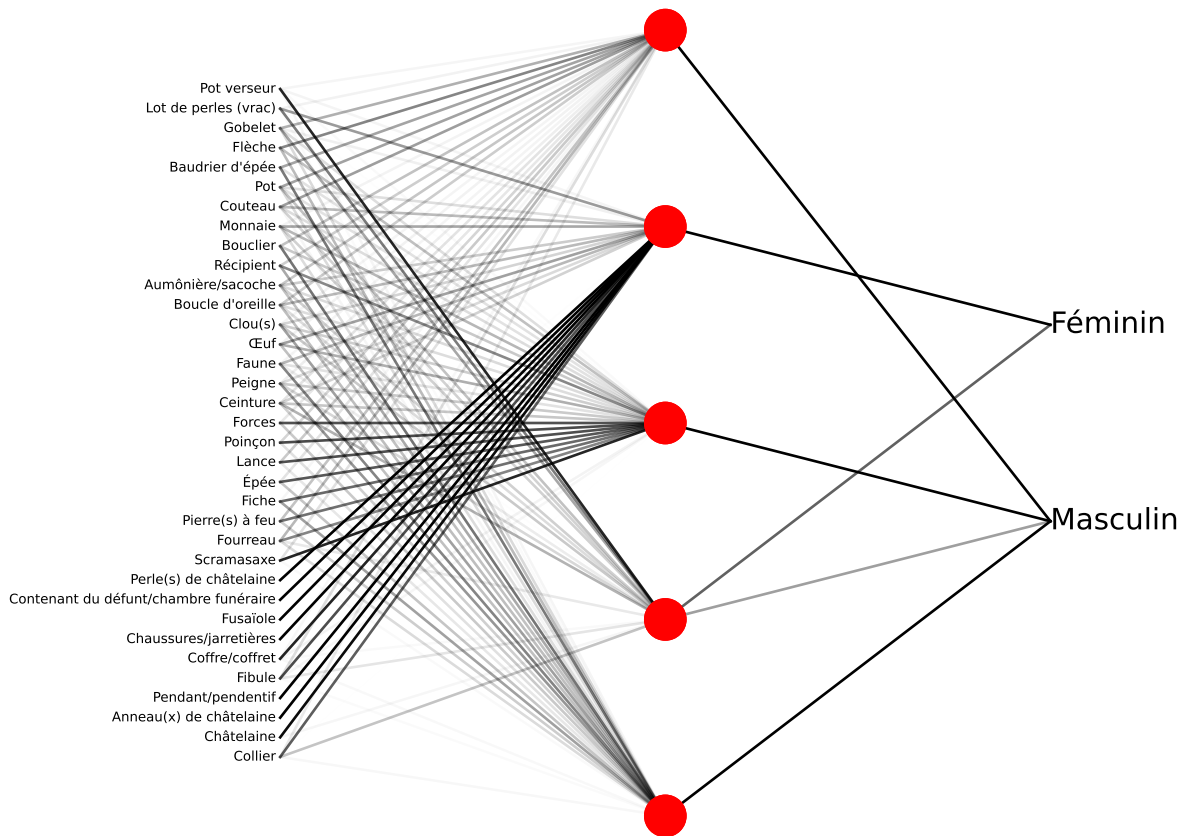 Pot verseur
Lot de perles (vrac)
Gobelet
Flèche
Baudrier d'épée
Pot
Couteau
Monnaie
Bouclier
Récipient
Aumônière/sacoche
Boucle d'oreille
Clou(s)
Œuf
Faune
Peigne
Ceinture
Forces
Poinçon
Lance
Épée
Fiche
Pierre(s) à feu
Fourreau
Scramasaxe
Perle(s) de châtelaine
Contenant du défunt/chambre funéraire
Fusaïole
Chaussures/jarretières
Coffre/coffret
Fibule
Pendant/pendentif
Anneau(x) de châtelaine
Châtelaine
Collier
Féminin
Masculin